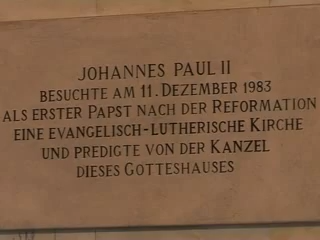 JOHANNES PAUL II
BESUCHTE AM 11. DEZEMBER 1983
ALS ERSTER PAPST NACH DER REFORMATION
EINE EVANGELISCH-LUTHERISCHE KIRCHE
UND PREDIGTE VON DER KANZEL
DIESES GOTTESHAUSES